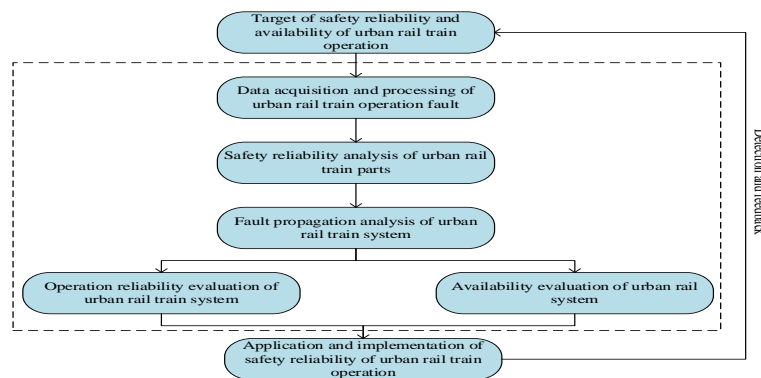 Target of safety reliability and
availability of urban rail train
operation
Data acquisition and processing of
urban rail train operation fault
Safety reliability analysis of urban rail
train parts
Fault propagation analysis of urban
rail train system
Operation reliability evaluation of
urban rail train system
Availability evaluation of urban rail
system
Application and implementation of
safety reliability of urban rail train
operation
Detection and feedback